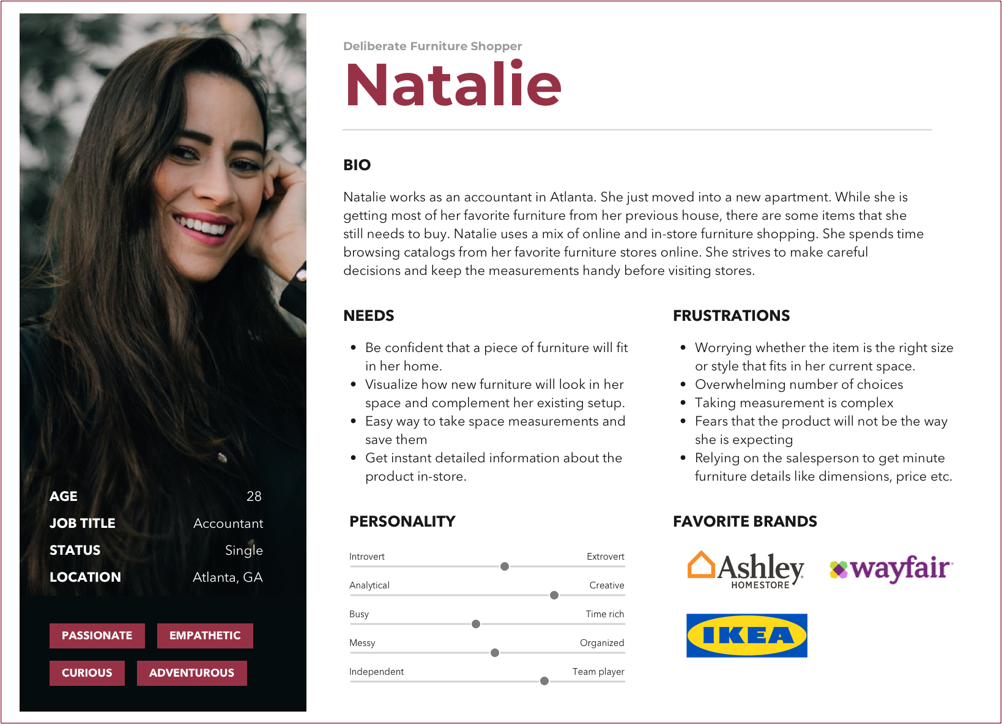 Deliberate Furniture Shopper
Natalie
BIO
Natalie works as an accountant in Atlanta. She just moved into a new apartment. While she is
getting most of her favorite furniture from her previous house, there are some items that she
still needs to buy. Natalie uses a mix of online and in-store furniture shopping. She spends time
browsing catalogs from her favorite furniture stores online. She strives to make careful
decisions and keep the measurements handy before visiting stores.
NEEDS
• Be confident that a piece of furniture will fit
in her home.
• Visualize how new furniture will look in her
space and complement her existing setup.
• Easy way to take space measurements and
save them
• Get instant detailed information about the
product in-store.
FRUSTRATIONS
• Worrying whether the item is the right size
or style that fits in her current space.
• Overwhelming number of choices
• Taking measurement is complex
• Fears that the product will not be the way
she is expecting
• Relying on the salesperson to get minute
furniture details like dimensions, price etc.
AGE 28
JOB TITLE Accountant
STATUS Single
LOCATION Atlanta, GA
PASSIONATE EMPATHETIC
CURIOUS ADVENTUROUS
PERSONALITY
Introvert Extrovert
Analytical Creative
Busy Time rich
Messy Organized
Independent Team player
FAVORITE BRANDS
Ashley
HOMESTORE
wayfair
IKEA